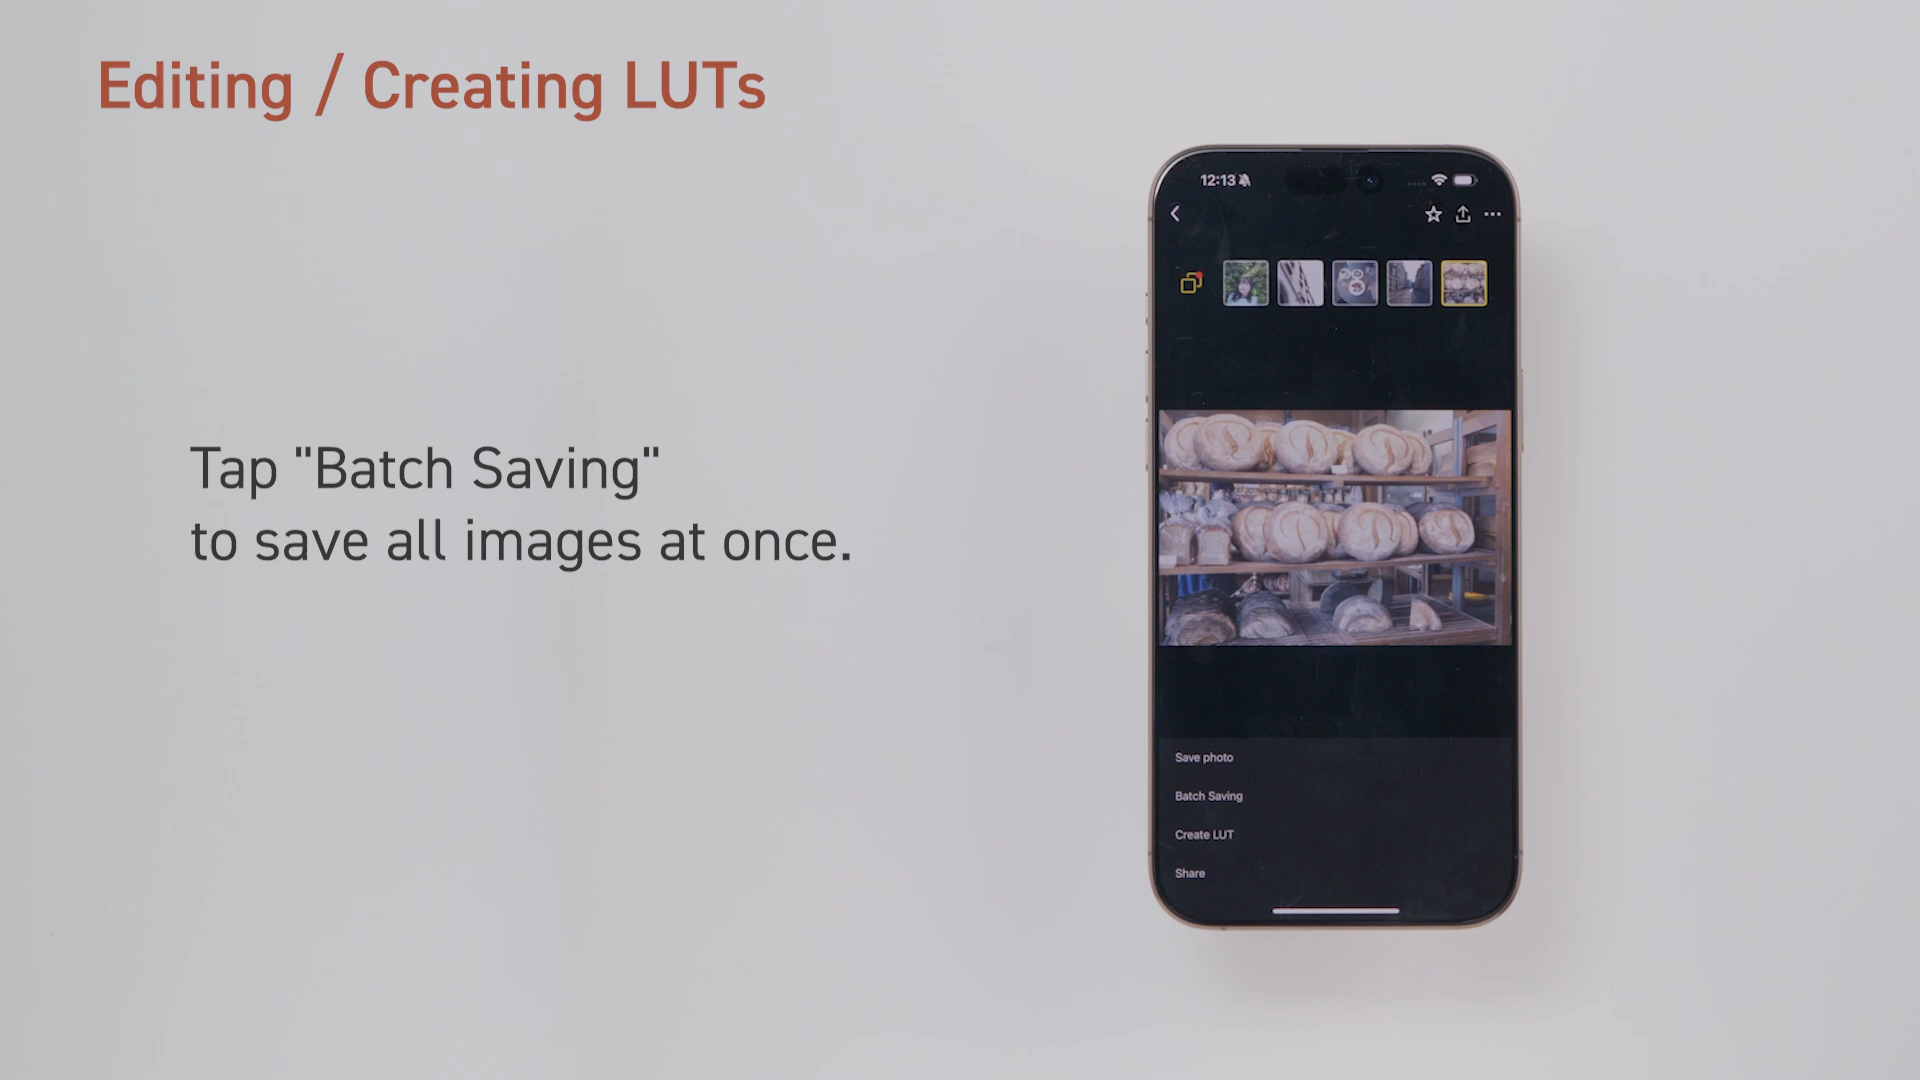 Editing / Creating LUTs
Tap "Batch Saving"
to save all images at once.
12:13
Save photo
Batch Saving
Create LUT
Share